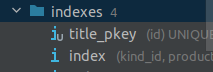 indexes 4
title_pkey (id) UNIQUE
index (kind_id, produc